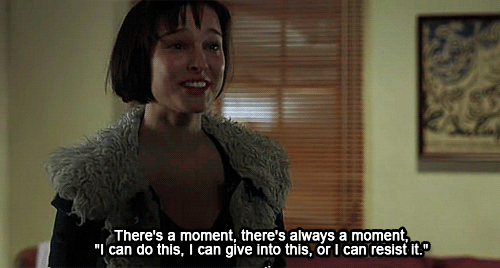 There's a moment, there's always a moment,
"I can do this, I can give into this, or I can resist it."